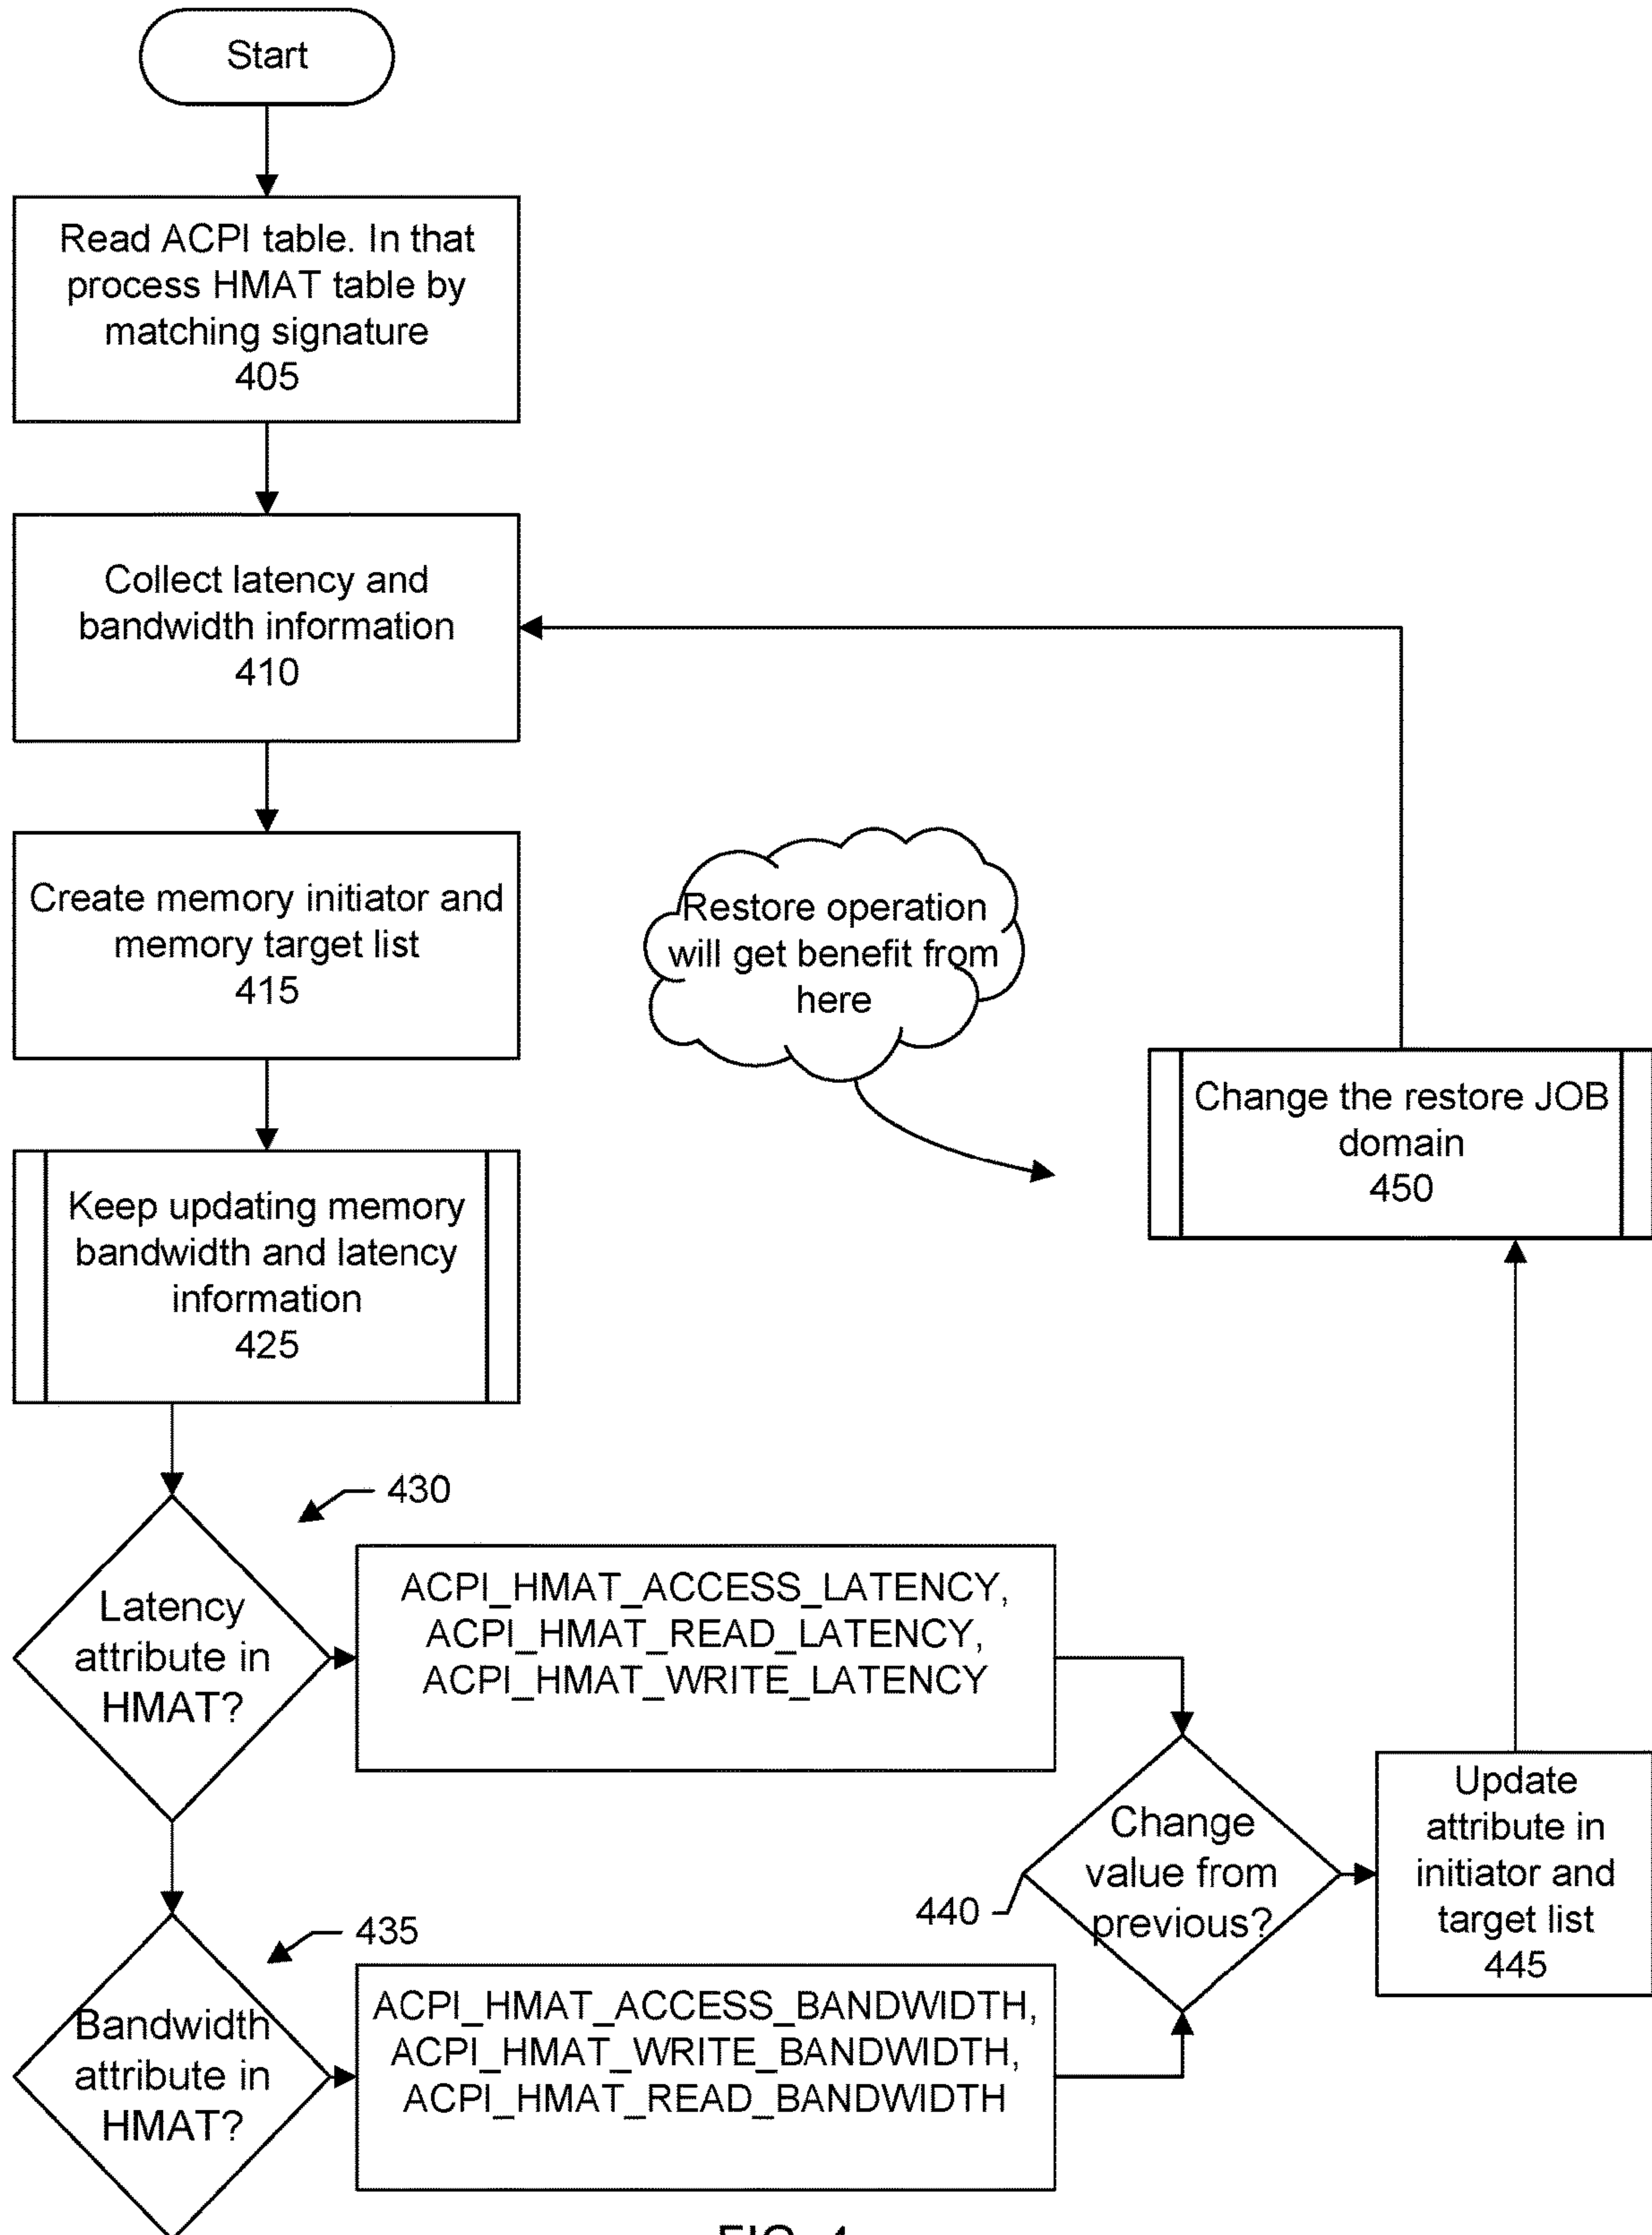 Start
Read ACPI table. In that
process HMAT table by
matching signature
405
Collect latency and
bandwidth information
410
Create memory initiator and
memory target list
415
Restore operation
will get benefit from
here
Change the restore JOB
domain
450
Keep updating memory
bandwidth and latency
information
425
430
Latency
attribute in
HMAT?
ACPI_HMAT_ACCESS_LATENCY,
ACPI_HMAT_READ_LATENCY,
ACPI_HMAT_WRITE_LATENCY
Change
value from
previous?
440
Update
attribute in
initiator and
target list
445
435
Bandwidth
attribute in
HMAT?
ACPI_HMAT_ACCESS_BANDWIDTH,
ACPI_HMAT_WRITE_BANDWIDTH,
ACPI_HMAT_READ_BANDWIDTH